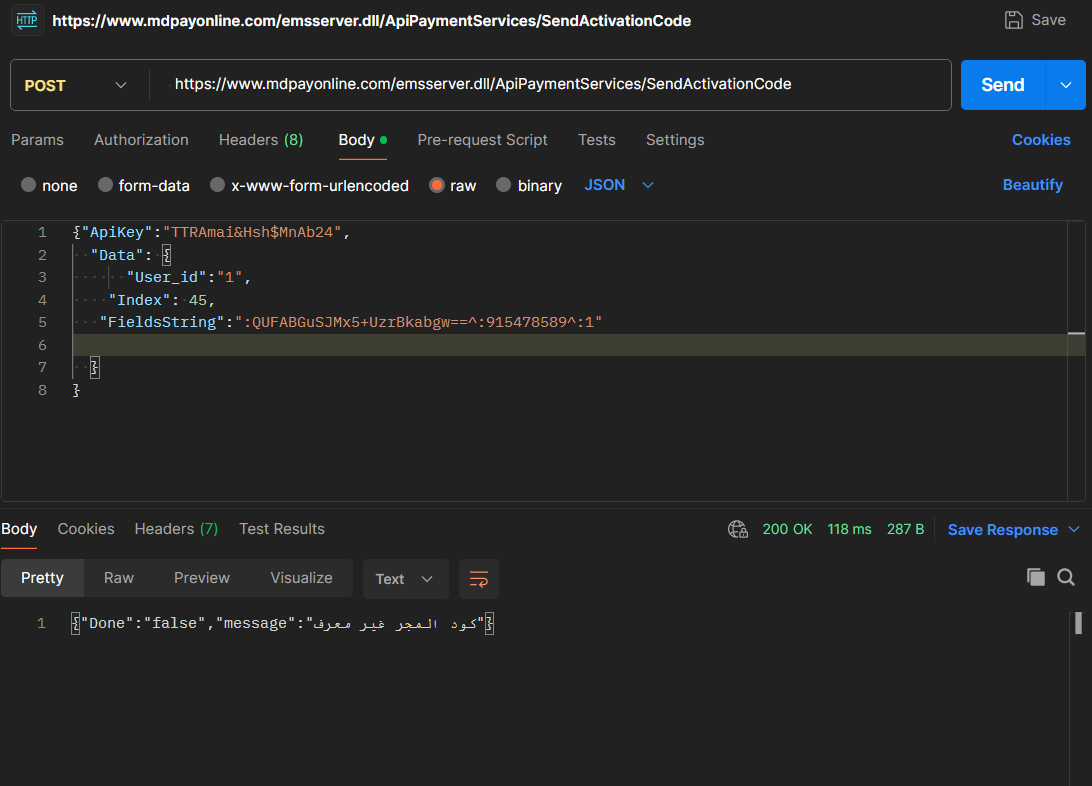 HTTP https://www.mdpayonline.com/emsserver.dll/ApiPaymentServices/SendActivationCode Save
POST https://www.mdpayonline.com/emsserver.dll/ApiPaymentServices/SendActivationCode Send
Params Authorization Headers (8) Body Pre-request Script Tests Settings Cookies
none form-data x-www-form-urlencoded raw binary JSON Beautify
1 {"ApiKey":"TTRAmai&Hsh$MnAb24",
2 "Data": {
3 "User_id":"1",
4 "Index": 45,
5 "FieldsString":":QUFABGuSJMx5+UzrBkabgw==^:915478589^:1"
6
7 }
8 }
Body Cookies Headers (7) Test Results 200 OK 118 ms 287 B Save Response
Pretty Raw Preview Visualize Text
1 {"Done":"false","message":"كود المجر غير معرف"}